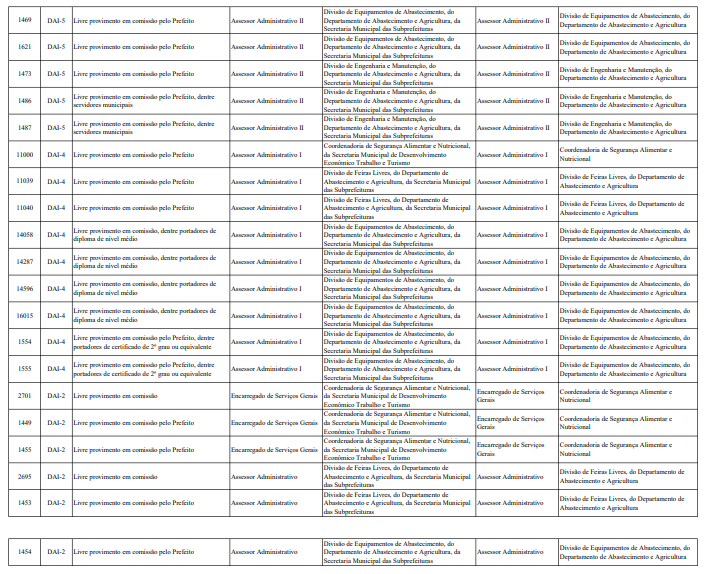 1469 DAI-5 Livre provimento em comissão pelo Prefeito Assessor Administrativo II Divisão de Equipamentos de Abastecimento, do Departamento de Abastecimento e Agricultura, da Secretaria Municipal das Subprefeituras Assessor Administrativo II Divisão de Equipamentos de Abastecimento, do Departamento de Abastecimento e Agricultura
1621 DAI-5 Livre provimento em comissão pelo Prefeito Assessor Administrativo II Divisão de Equipamentos de Abastecimento, do Departamento de Abastecimento e Agricultura, da Secretaria Municipal das Subprefeituras Assessor Administrativo II Divisão de Equipamentos de Abastecimento, do Departamento de Abastecimento e Agricultura
1473 DAI-5 Livre provimento em comissão pelo Prefeito Assessor Administrativo II Divisão de Engenharia e Manutenção, do Departamento de Abastecimento e Agricultura, da Secretaria Municipal das Subprefeituras Assessor Administrativo II Divisão de Engenharia e Manutenção, do Departamento de Abastecimento e Agricultura
1486 DAI-5 Livre provimento em comissão pelo Prefeito, dentre servidores municipais Assessor Administrativo II Divisão de Engenharia e Manutenção, do Departamento de Abastecimento e Agricultura, da Secretaria Municipal das Subprefeituras Assessor Administrativo II Divisão de Engenharia e Manutenção, do Departamento de Abastecimento e Agricultura
1487 DAI-5 Livre provimento em comissão pelo Prefeito, dentre servidores municipais Assessor Administrativo II Divisão de Engenharia e Manutenção, do Departamento de Abastecimento e Agricultura, da Secretaria Municipal das Subprefeituras Assessor Administrativo II Divisão de Engenharia e Manutenção, do Departamento de Abastecimento e Agricultura
11000 DAI-4 Livre provimento em comissão pelo Prefeito Assessor Administrativo I Coordenadoria de Segurança Alimentar e Nutricional, da Secretaria Municipal de Desenvolvimento Econômico Trabalho e Turismo Assessor Administrativo I Coordenadoria de Segurança Alimentar e Nutricional
11039 DAI-4 Livre provimento em comissão pelo Prefeito Assessor Administrativo I Divisão de Feiras Livres, do Departamento de Abastecimento e Agricultura, da Secretaria Municipal das Subprefeituras Assessor Administrativo I Divisão de Feiras Livres, do Departamento de Abastecimento e Agricultura
11040 DAI-4 Livre provimento em comissão pelo Prefeito Assessor Administrativo I Divisão de Feiras Livres, do Departamento de Abastecimento e Agricultura, da Secretaria Municipal das Subprefeituras Assessor Administrativo I Divisão de Feiras Livres, do Departamento de Abastecimento e Agricultura
14058 DAI-4 Livre provimento em comissão, dentre portadores de diploma de nível médio Assessor Administrativo I Divisão de Equipamentos de Abastecimento, do Departamento de Abastecimento e Agricultura, da Secretaria Municipal das Subprefeituras Assessor Administrativo I Divisão de Equipamentos de Abastecimento, do Departamento de Abastecimento e Agricultura
14287 DAI-4 Livre provimento em comissão, dentre portadores de diploma de nível médio Assessor Administrativo I Divisão de Equipamentos de Abastecimento, do Departamento de Abastecimento e Agricultura, da Secretaria Municipal das Subprefeituras Assessor Administrativo I Divisão de Equipamentos de Abastecimento, do Departamento de Abastecimento e Agricultura
14596 DAI-4 Livre provimento em comissão, dentre portadores de diploma de nível médio Assessor Administrativo I Divisão de Equipamentos de Abastecimento, do Departamento de Abastecimento e Agricultura, da Secretaria Municipal das Subprefeituras Assessor Administrativo I Divisão de Equipamentos de Abastecimento, do Departamento de Abastecimento e Agricultura
16015 DAI-4 Livre provimento em comissão, dentre portadores de diploma de nível médio Assessor Administrativo I Divisão de Equipamentos de Abastecimento, do Departamento de Abastecimento e Agricultura, da Secretaria Municipal das Subprefeituras Assessor Administrativo I Divisão de Equipamentos de Abastecimento, do Departamento de Abastecimento e Agricultura
1554 DAI-4 Livre provimento em comissão pelo Prefeito, dentre portadores de certificado de 2º grau ou equivalente Assessor Administrativo I Divisão de Equipamentos de Abastecimento, do Departamento de Abastecimento e Agricultura, da Secretaria Municipal das Subprefeituras Assessor Administrativo I Divisão de Equipamentos de Abastecimento, do Departamento de Abastecimento e Agricultura
1555 DAI-4 Livre provimento em comissão pelo Prefeito, dentre portadores de certificado de 2º grau ou equivalente Assessor Administrativo I Divisão de Equipamentos de Abastecimento, do Departamento de Abastecimento e Agricultura, da Secretaria Municipal das Subprefeituras Assessor Administrativo I Divisão de Equipamentos de Abastecimento, do Departamento de Abastecimento e Agricultura
2701 DAI-2 Livre provimento em comissão Encarregado de Serviços Gerais Coordenadoria de Segurança Alimentar e Nutricional, da Secretaria Municipal de Desenvolvimento Econômico Trabalho e Turismo Encarregado de Serviços Gerais Coordenadoria de Segurança Alimentar e Nutricional
1449 DAI-2 Livre provimento em comissão pelo Prefeito Encarregado de Serviços Gerais Coordenadoria de Segurança Alimentar e Nutricional, da Secretaria Municipal de Desenvolvimento Econômico Trabalho e Turismo Encarregado de Serviços Gerais Coordenadoria de Segurança Alimentar e Nutricional
1455 DAI-2 Livre provimento em comissão pelo Prefeito Encarregado de Serviços Gerais Coordenadoria de Segurança Alimentar e Nutricional, da Secretaria Municipal de Desenvolvimento Econômico Trabalho e Turismo Encarregado de Serviços Gerais Coordenadoria de Segurança Alimentar e Nutricional
2695 DAI-2 Livre provimento em comissão Assessor Administrativo Divisão de Feiras Livres, do Departamento de Abastecimento e Agricultura, da Secretaria Municipal das Subprefeituras Assessor Administrativo Divisão de Feiras Livres, do Departamento de Abastecimento e Agricultura
1453 DAI-2 Livre provimento em comissão pelo Prefeito Assessor Administrativo Divisão de Feiras Livres, do Departamento de Abastecimento e Agricultura, da Secretaria Municipal das Subprefeituras Assessor Administrativo Divisão de Feiras Livres, do Departamento de Abastecimento e Agricultura
1454 DAI-2 Livre provimento em comissão pelo Prefeito Assessor Administrativo Divisão de Equipamentos de Abastecimento, do Departamento de Abastecimento e Agricultura, da Secretaria Municipal das Subprefeituras Assessor Administrativo Divisão de Equipamentos de Abastecimento, do Departamento de Abastecimento e Agricultura